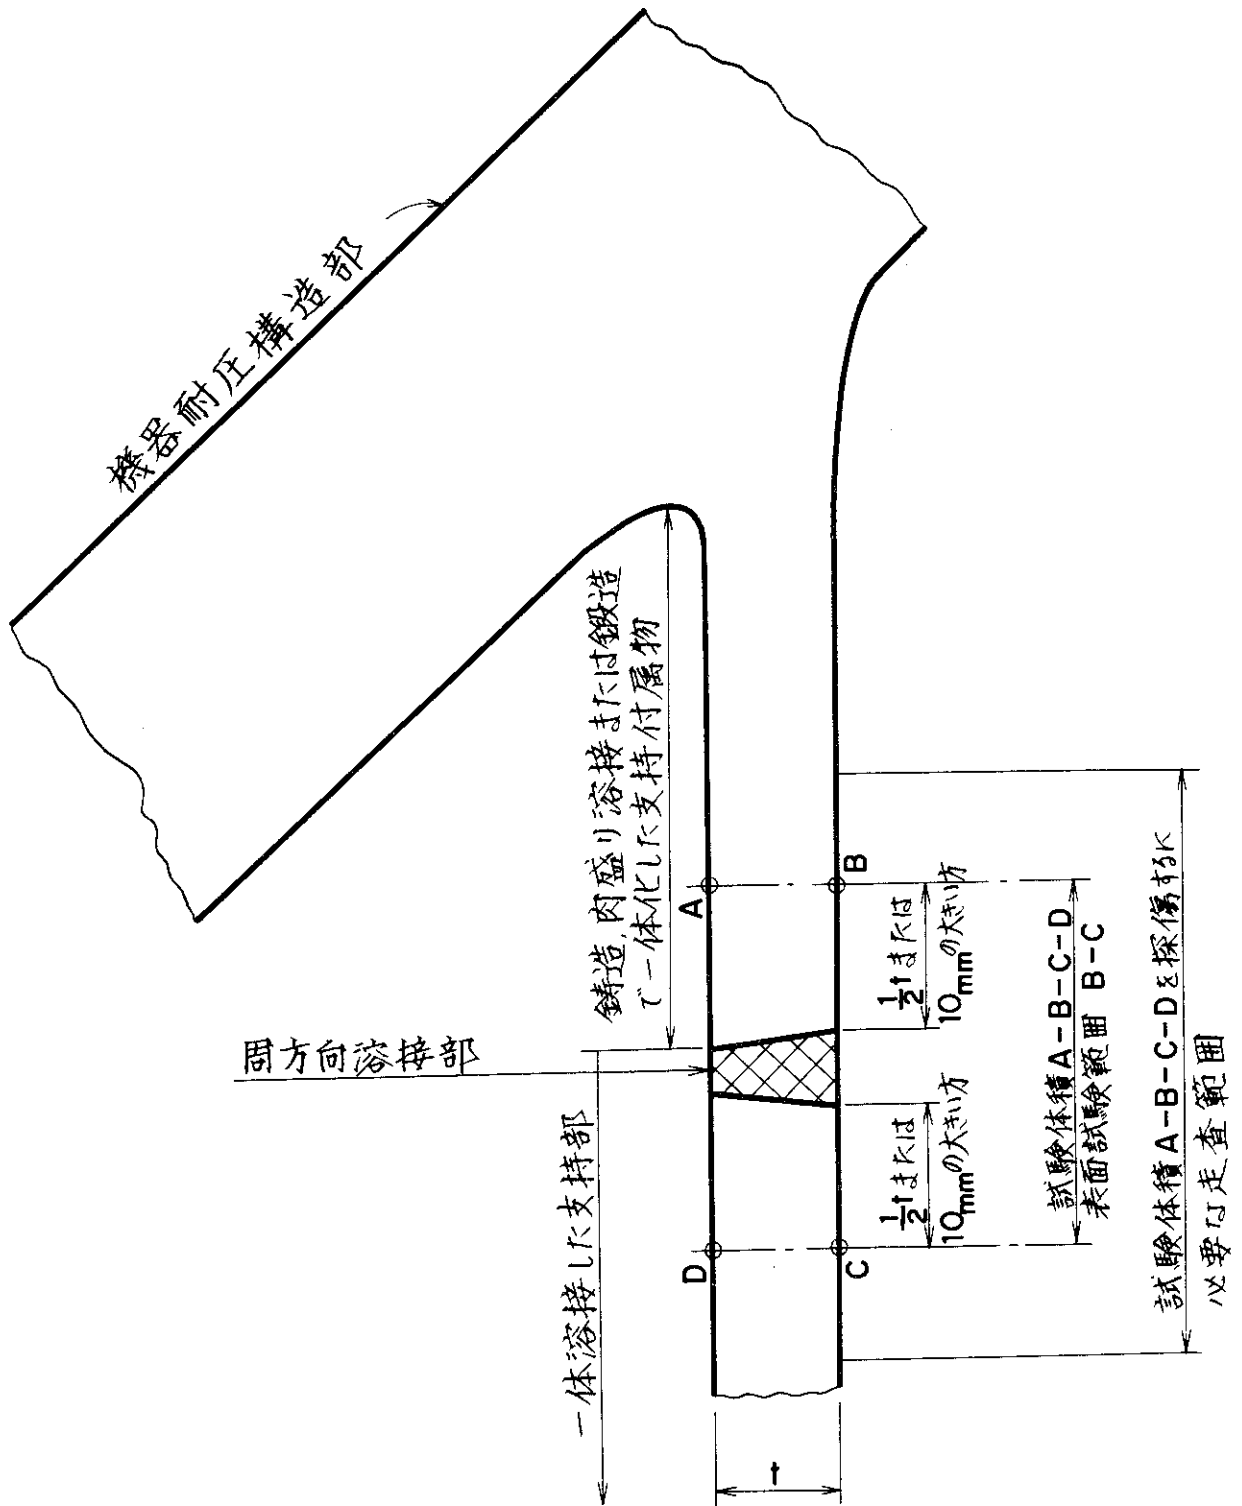 機器耐圧構造部
鋳造,肉盛り溶接または鍛造
で一体化した支持付属物
周方向溶接部
一体溶接した支持部
A
B
D
C
1/2tまたは
10mmの大きい方
1/2tまたは
10mmの大きい方
試験体積A-B-C-D
表面試験範囲 B-C
試験体積A-B-C-Dを探傷するに
必要な走査範囲
t